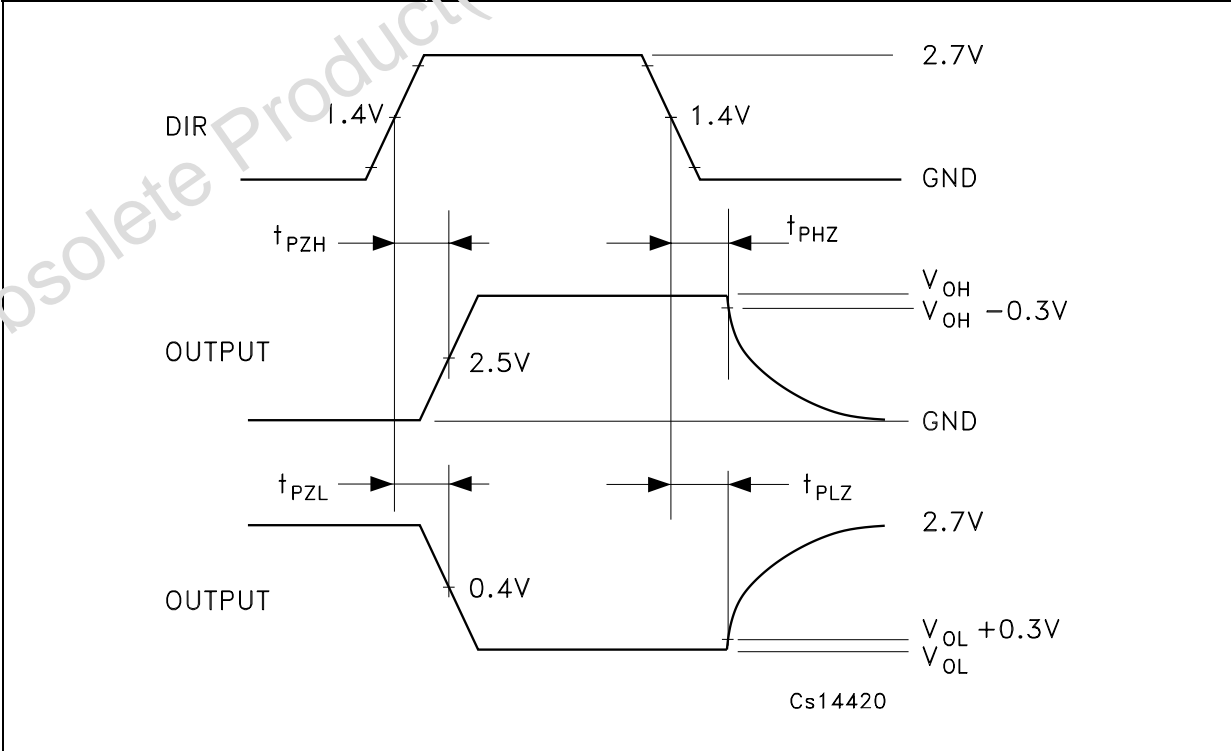 Product(
2.7V
DIR
1.4V
1.4V
GND
tPZH
tPHZ
VOH
VOH −0.3V
OUTPUT
2.5V
GND
tPZL
tPLZ
2.7V
OUTPUT
0.4V
VOL +0.3V
VOL
Cs14420